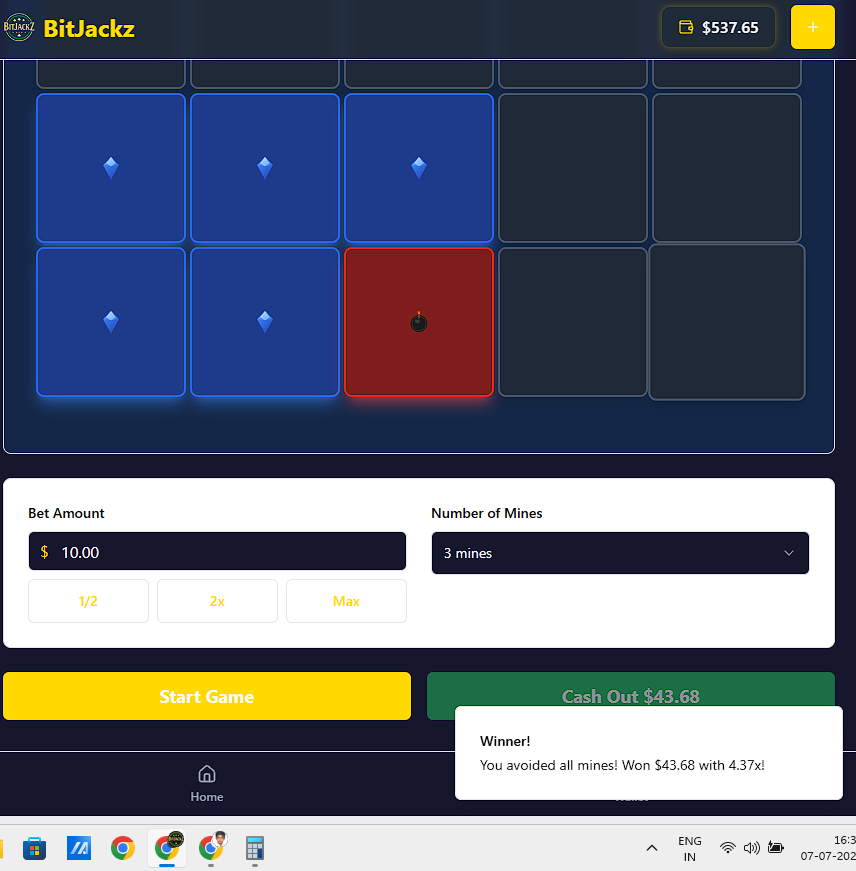 BITJACKZ
BitJackz
$537.65
+
Bet Amount
Number of Mines
$ 10.00
3 mines
1/2
2x
Max
Start Game
Cash Out $43.68
Winner!
You avoided all mines! Won $43.68 with 4.37x!
Home
ENG
IN
16:3
07-07-202